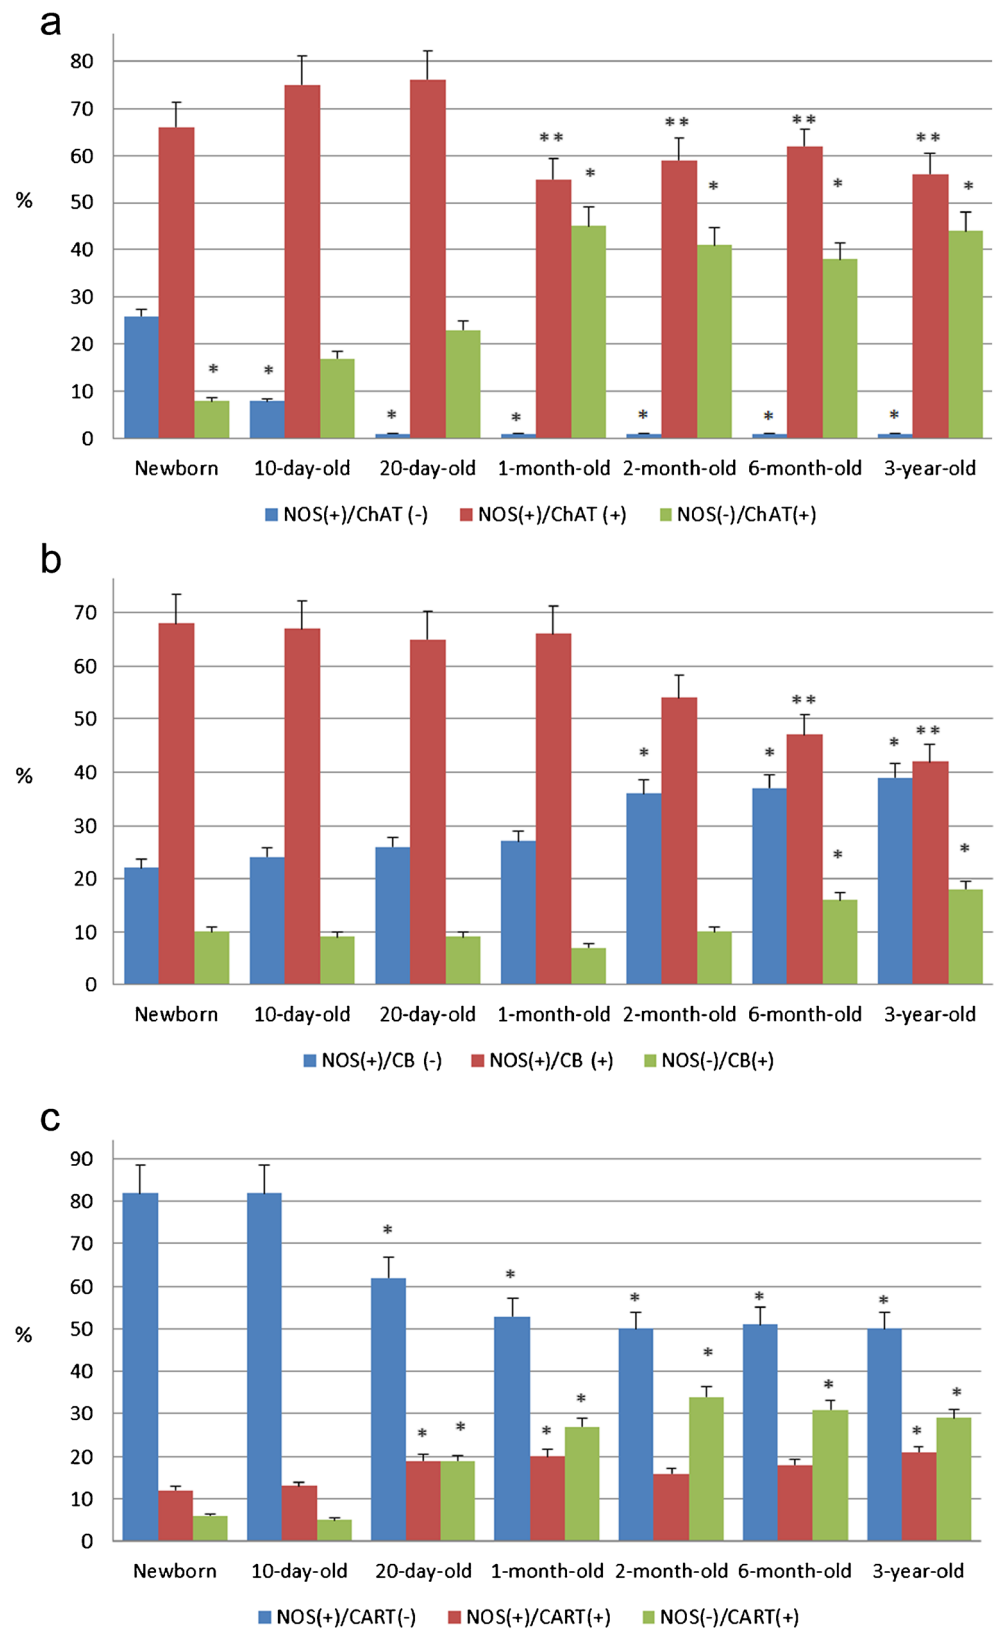 a
80
70
60
50
40
30
20
10
0
%
* * * * ** * * ** * * ** * * ** *
Newborn 10-day-old 20-day-old 1-month-old 2-month-old 6-month-old 3-year-old
NOS(+)/ChAT (-) NOS(+)/ChAT (+) NOS(-)/ChAT(+)
b
70
60
50
40
30
20
10
0
%
* * ** * * ** *
Newborn 10-day-old 20-day-old 1-month-old 2-month-old 6-month-old 3-year-old
NOS(+)/CB (-) NOS(+)/CB (+) NOS(-)/CB(+)
c
90
80
70
60
50
40
30
20
10
0
%
* * * * * * * * * * * * *
Newborn 10-day-old 20-day-old 1-month-old 2-month-old 6-month-old 3-year-old
NOS(+)/CART(-) NOS(+)/CART(+) NOS(-)/CART(+)